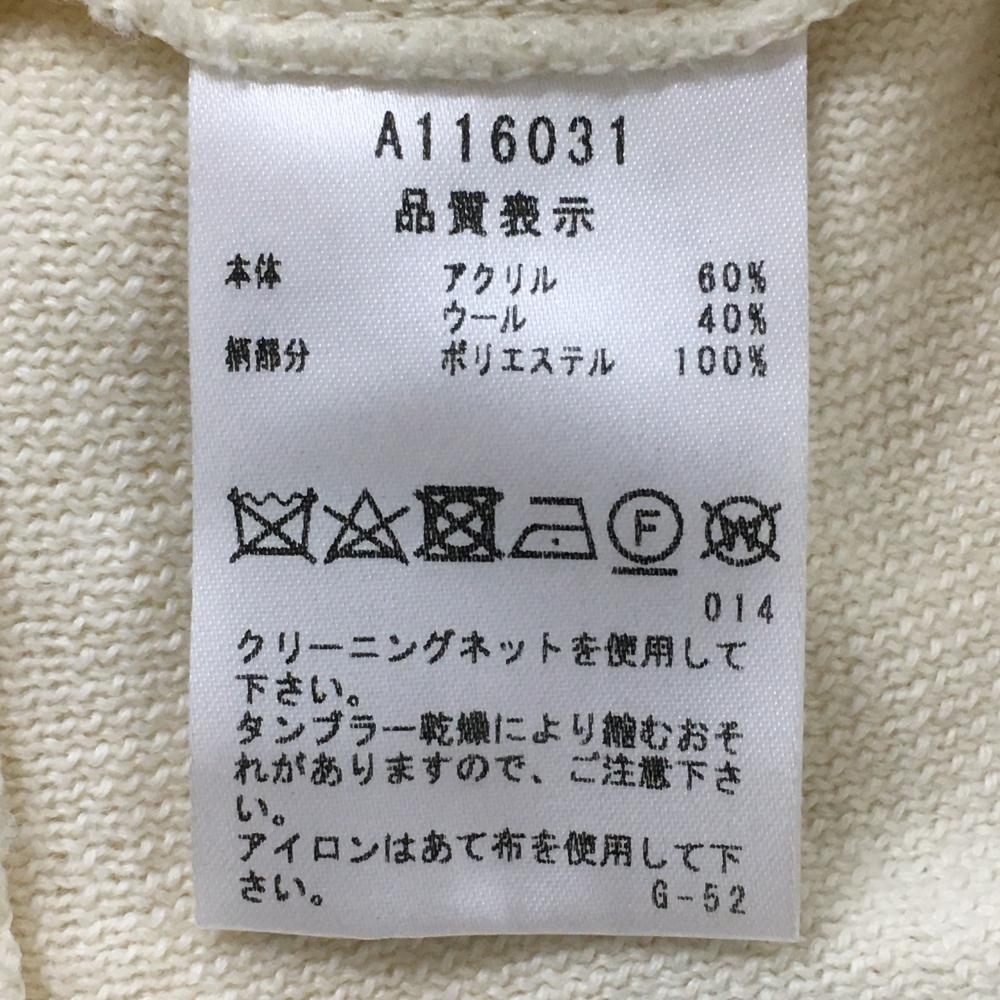 A116031
品質表示
本体 アクリル 60%
ウール 40%
柄部分 ポリエステル 100%
F W
014
クリーニングネットを使用して
下さい。
タンブラー乾燥により縮むおそ
れがありますので、ご注意下さ
い。
アイロンはあて布を使用して下
さい。 G-52